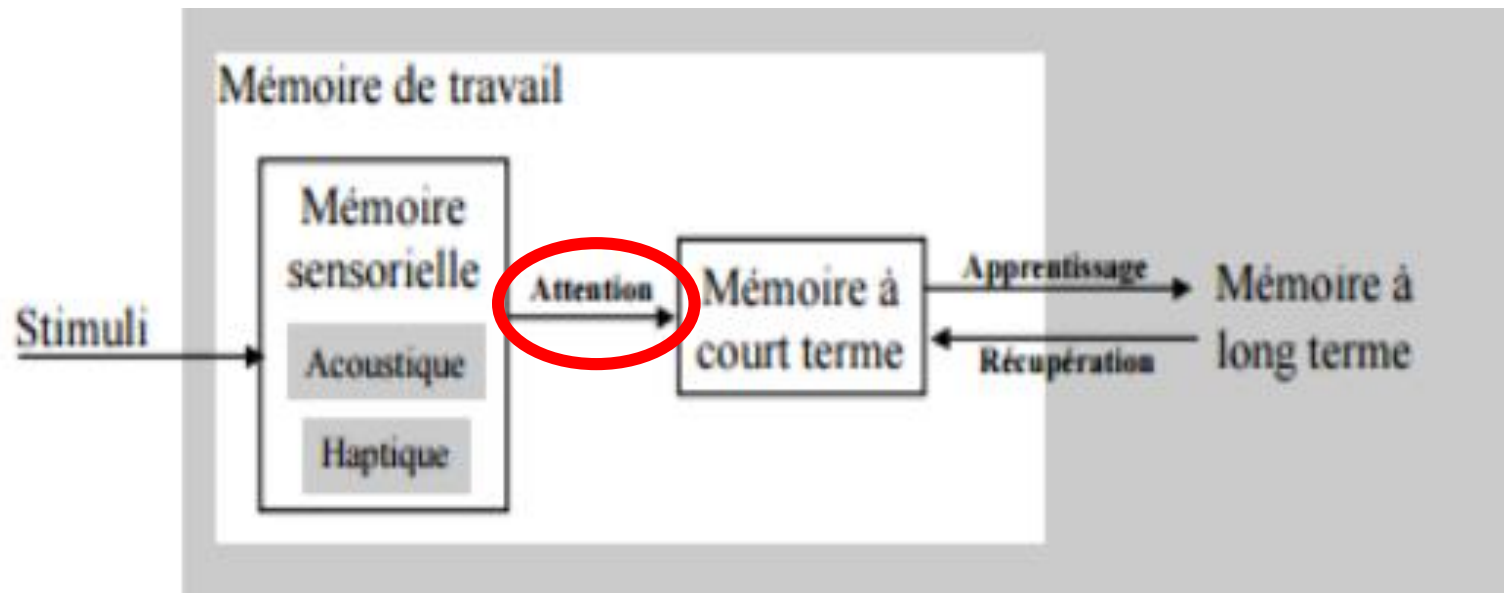 Mémoire de travail
Stimuli
Mémoire
sensorielle
Acoustique
Haptique
Attention
Mémoire à
court terme
Apprentissage
Récupération
Mémoire à
long terme